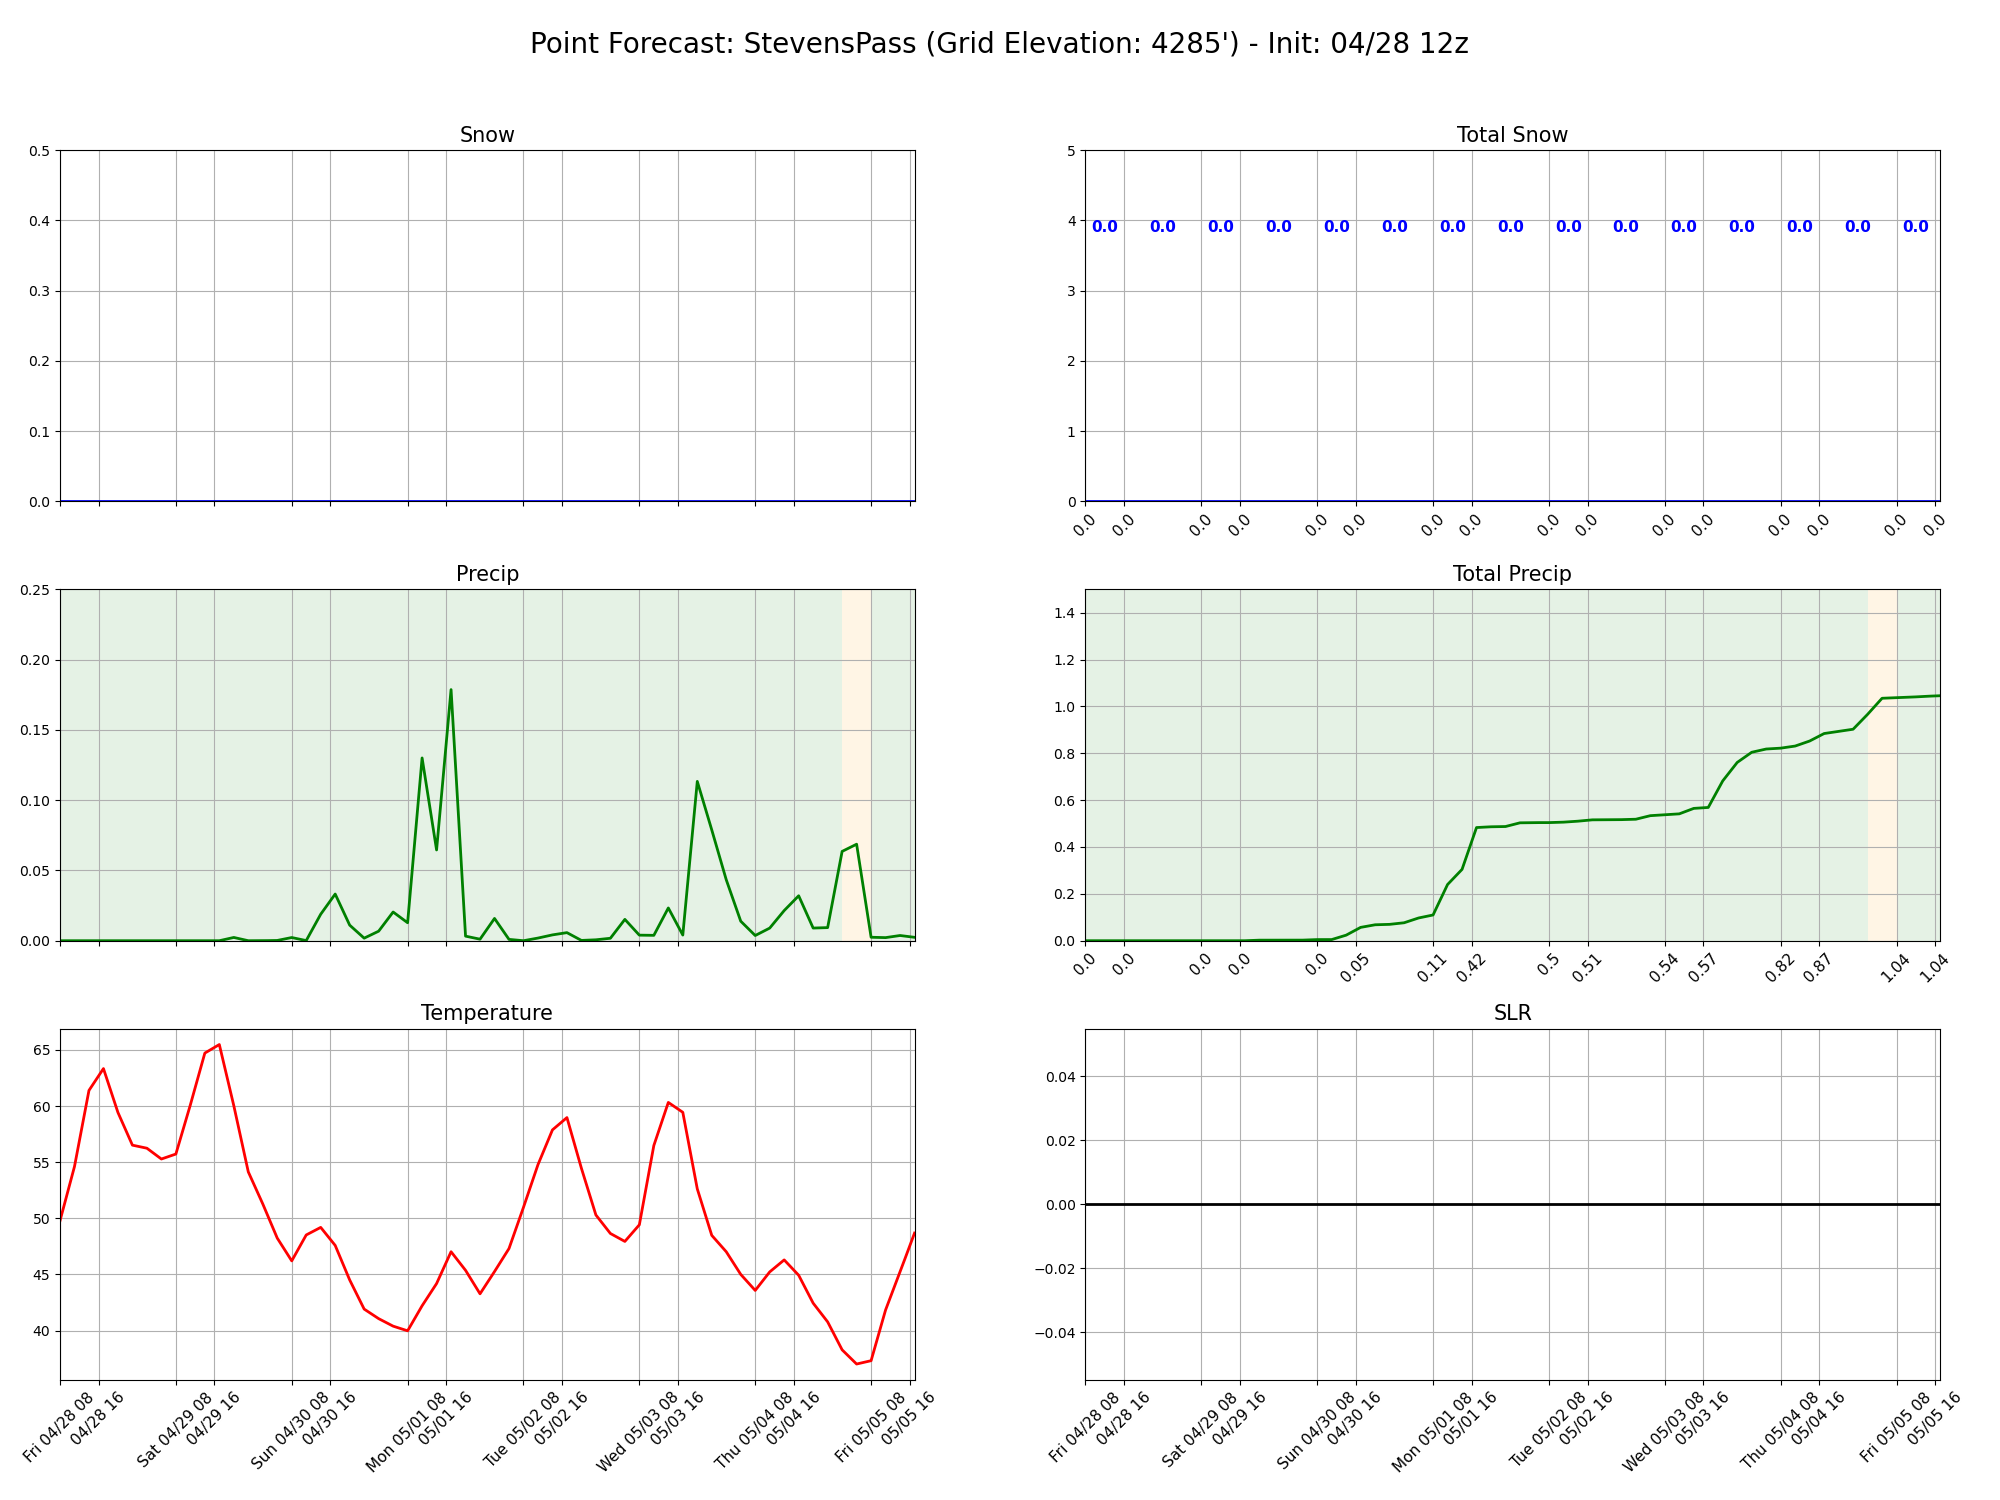 Point Forecast: StevensPass (Grid Elevation: 4285') - Init: 04/28 12z
Snow
0.5
0.4
0.3
0.2
0.1
0.0
Total Snow
5
4
3
2
1
0
0.0 0.0 0.0 0.0 0.0 0.0 0.0 0.0 0.0 0.0 0.0 0.0 0.0 0.0 0.0
0.0 0.0 0.0 0.0 0.0 0.0 0.0 0.0 0.0 0.0 0.0 0.0 0.0 0.0 0.0 0.0
Precip
0.25
0.20
0.15
0.10
0.05
0.00
Total Precip
1.4
1.2
1.0
0.8
0.6
0.4
0.2
0.0
0.0 0.0 0.0 0.0 0.0 0.05 0.11 0.42 0.5 0.51 0.54 0.57 0.82 0.87 1.04 1.04
Temperature
65
60
55
50
45
40
Fri 04/28 08
04/28 16
Sat 04/29 08
04/29 16
Sun 04/30 08
04/30 16
Mon 05/01 08
05/01 16
Tue 05/02 08
05/02 16
Wed 05/03 08
05/03 16
Thu 05/04 08
05/04 16
Fri 05/05 08
05/05 16
SLR
0.04
0.02
0.00
−0.02
−0.04
Fri 04/28 08
04/28 16
Sat 04/29 08
04/29 16
Sun 04/30 08
04/30 16
Mon 05/01 08
05/01 16
Tue 05/02 08
05/02 16
Wed 05/03 08
05/03 16
Thu 05/04 08
05/04 16
Fri 05/05 08
05/05 16